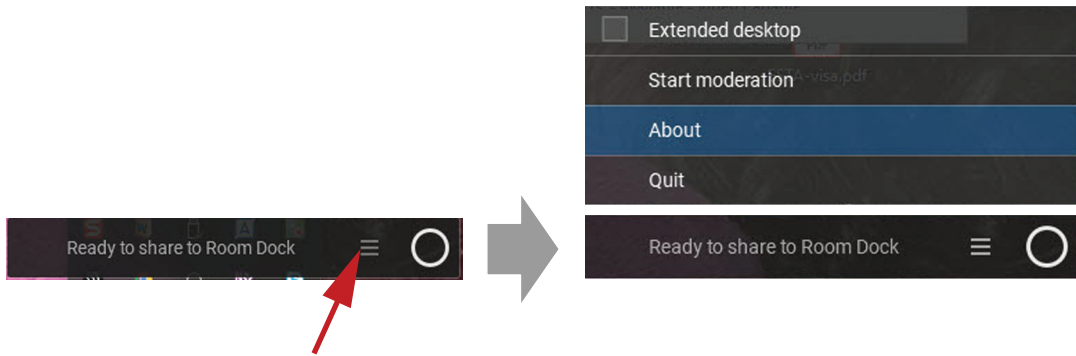 Extended desktop
Start moderation
About
Quit
Ready to share to Room Dock
Ready to share to Room Dock